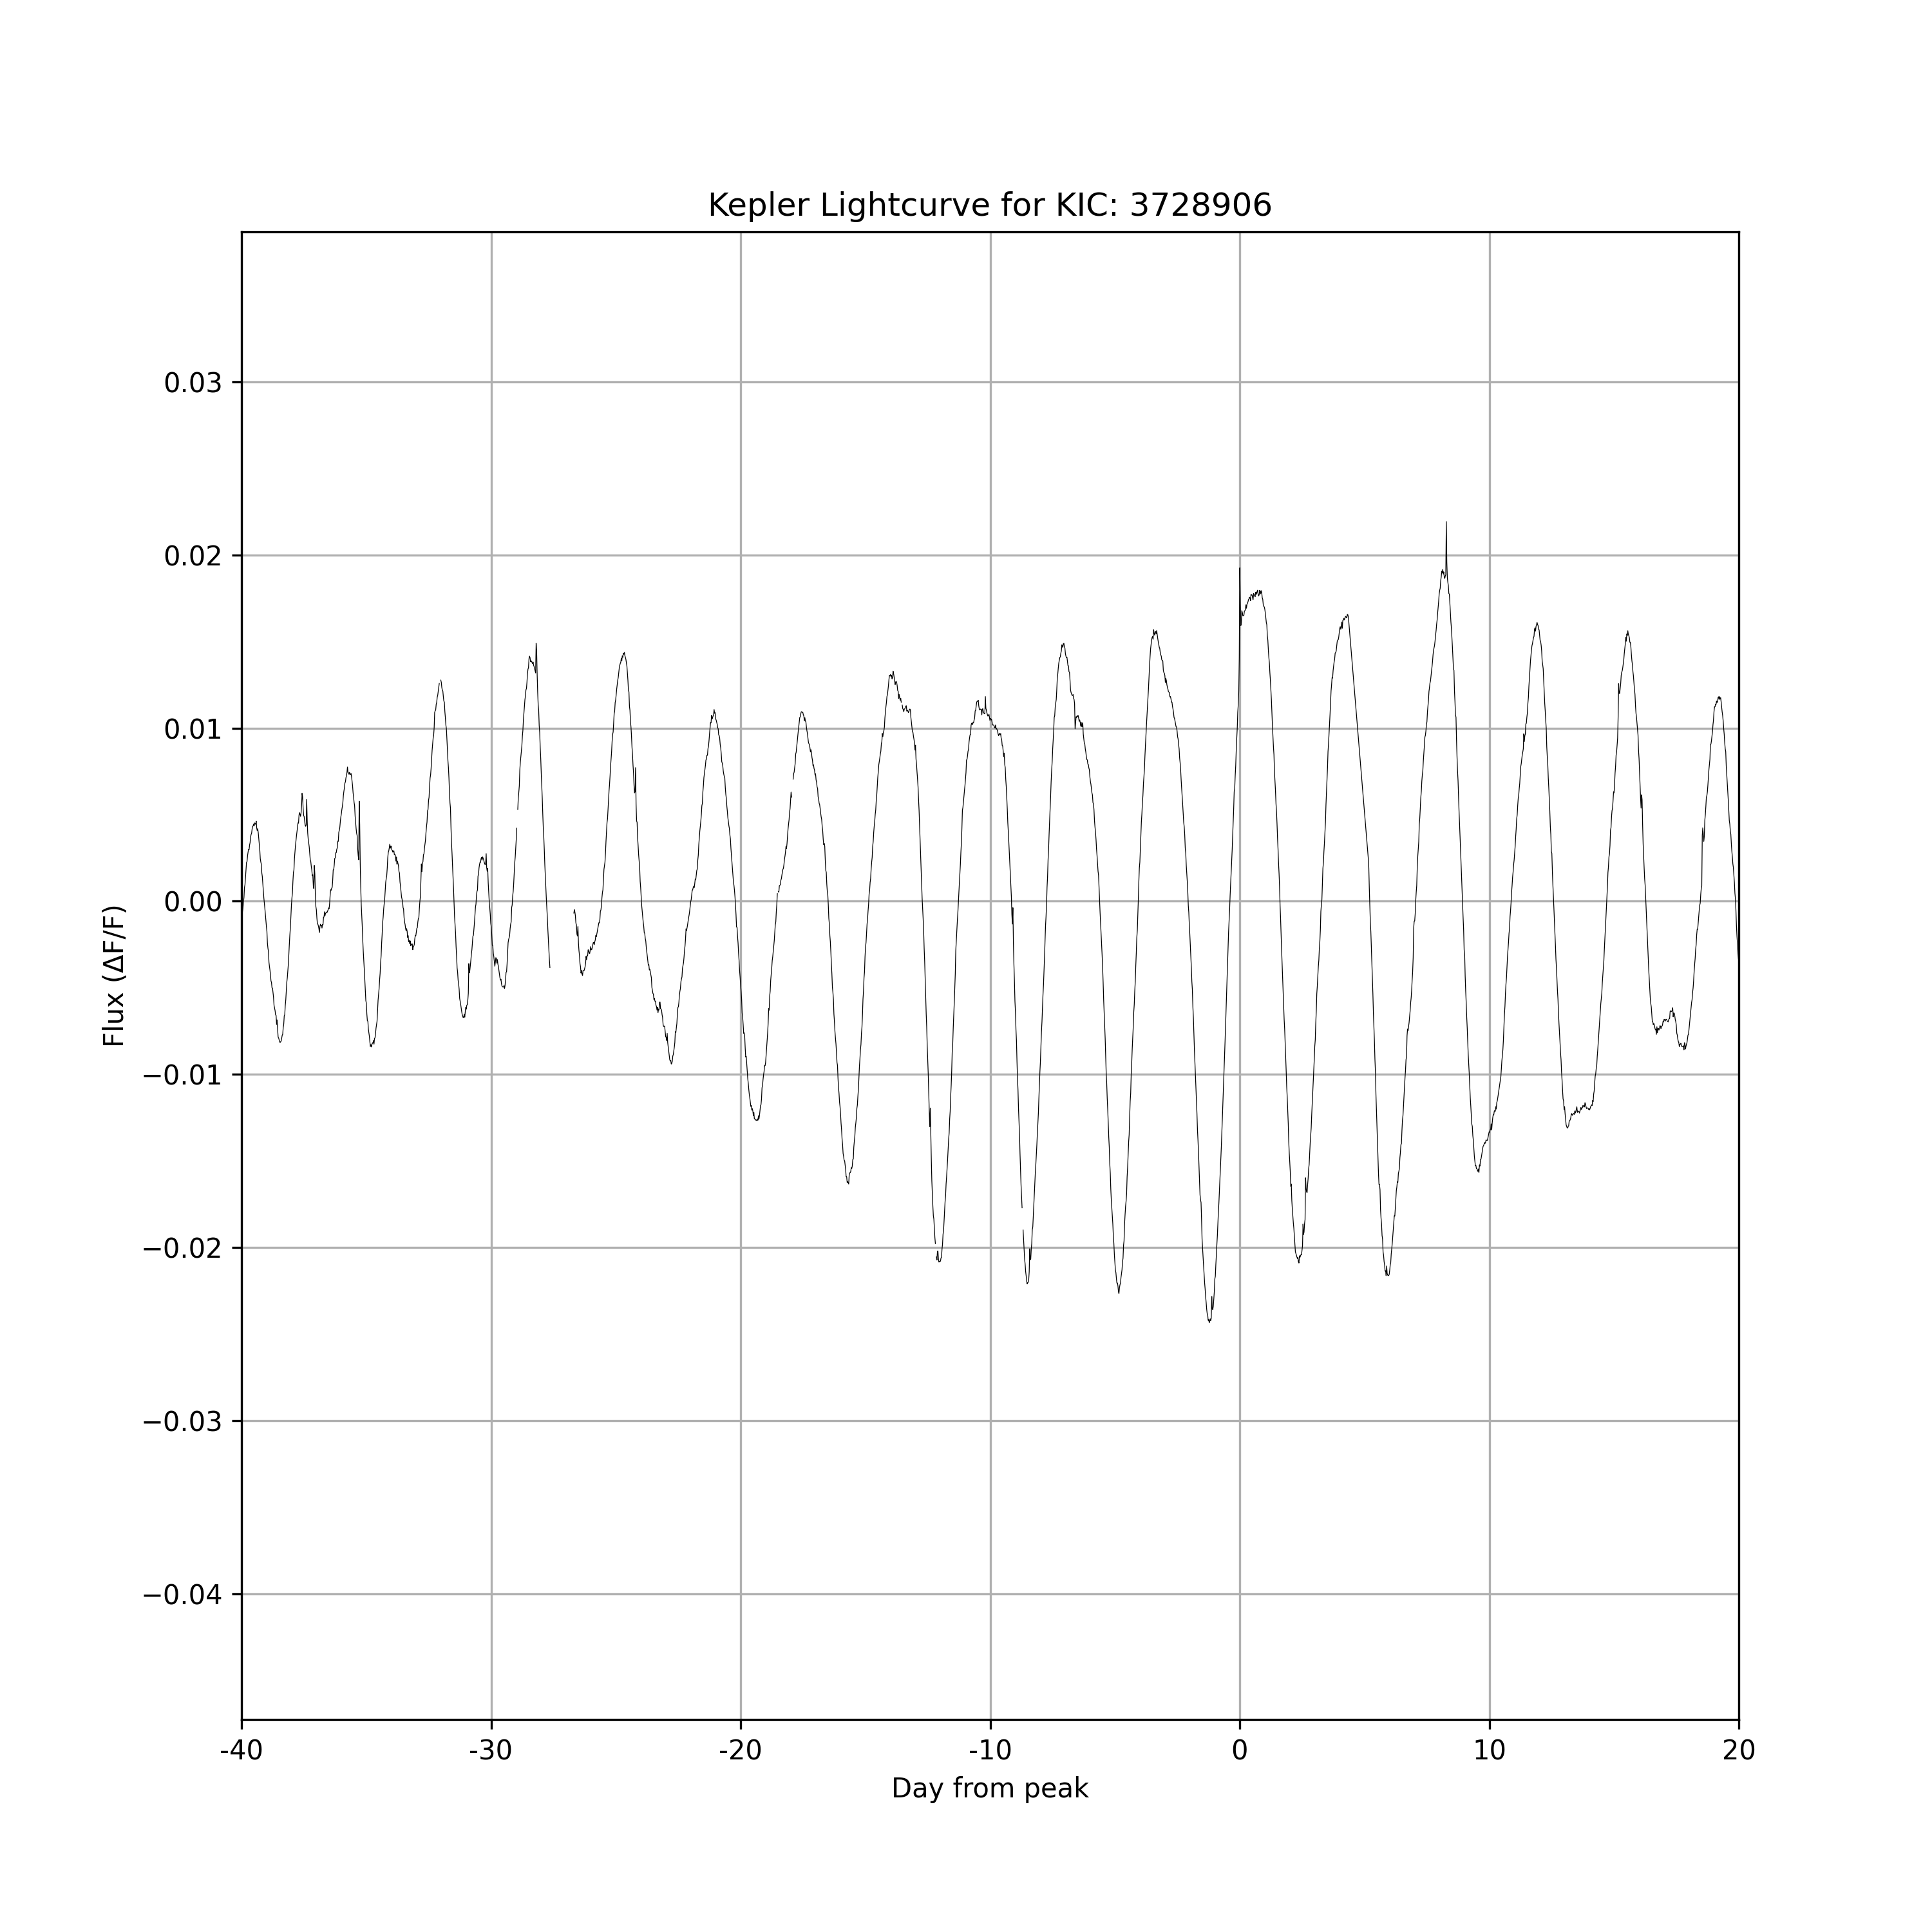 Kepler Lightcurve for KIC: 3728906
Flux (ΔF/F)
0.03
0.02
0.01
0.00
−0.01
−0.02
−0.03
−0.04
-40 -30 -20 -10 0 10 20
Day from peak